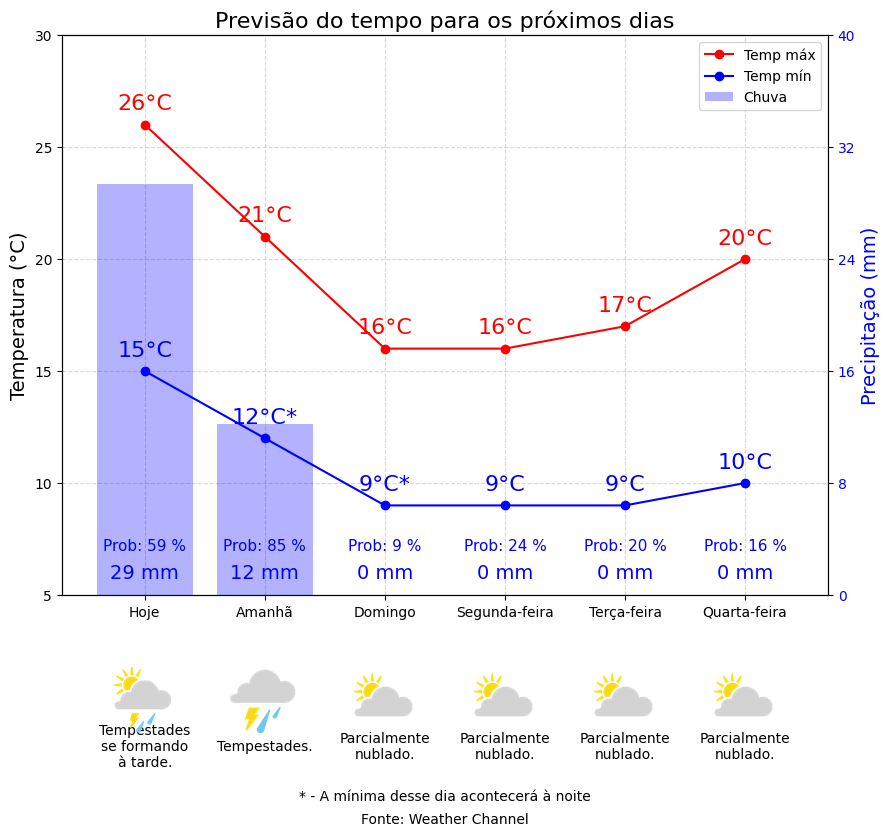 Previsão do tempo para os próximos dias
30
25
20
15
10
5
Temperatura (°C)
40
32
24
16
8
0
Precipitação (mm)
Temp máx
Temp mín
Chuva
26°C
21°C
16°C
16°C
17°C
20°C
15°C
12°C*
9°C*
9°C
9°C
10°C
Prob: 59 % Prob: 85 % Prob: 9 % Prob: 24 % Prob: 20 % Prob: 16 %
29 mm 12 mm 0 mm 0 mm 0 mm 0 mm
Hoje Amanhã Domingo Segunda-feira Terça-feira Quarta-feira
Tempestades
se formando
à tarde.
Tempestades.
Parcialmente
nublado.
Parcialmente
nublado.
Parcialmente
nublado.
Parcialmente
nublado.
* - A mínima desse dia acontecerá à noite
Fonte: Weather Channel